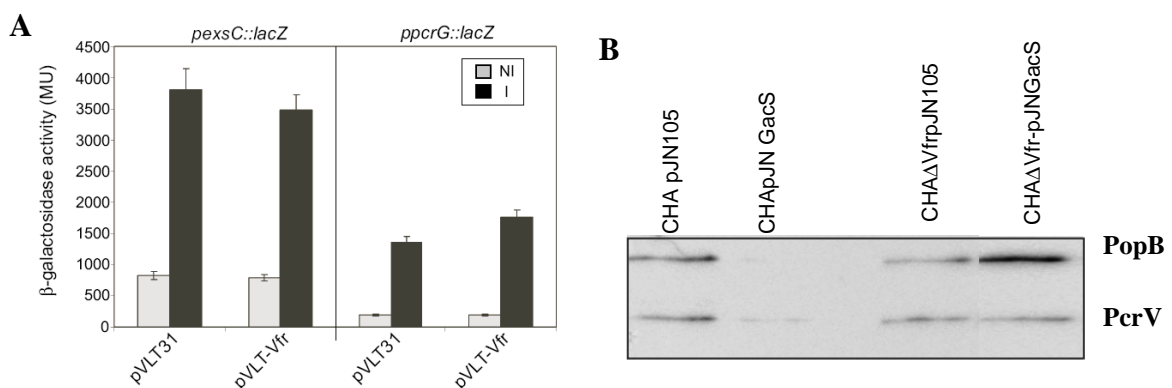 A
pexsC::lacZ
ppcrG::lacZ
β-galactosidase activity (MU)
4500
4000
3500
3000
2500
2000
1500
1000
500
0
NI
I
pVLT31
pVLT-Vfr
pVLT31
pVLT-Vfr
B
CHA pJN105
CHApJN GacS
CHAΔVfrpJN105
CHAΔVfr-pJNGacS
PopB
PcrV